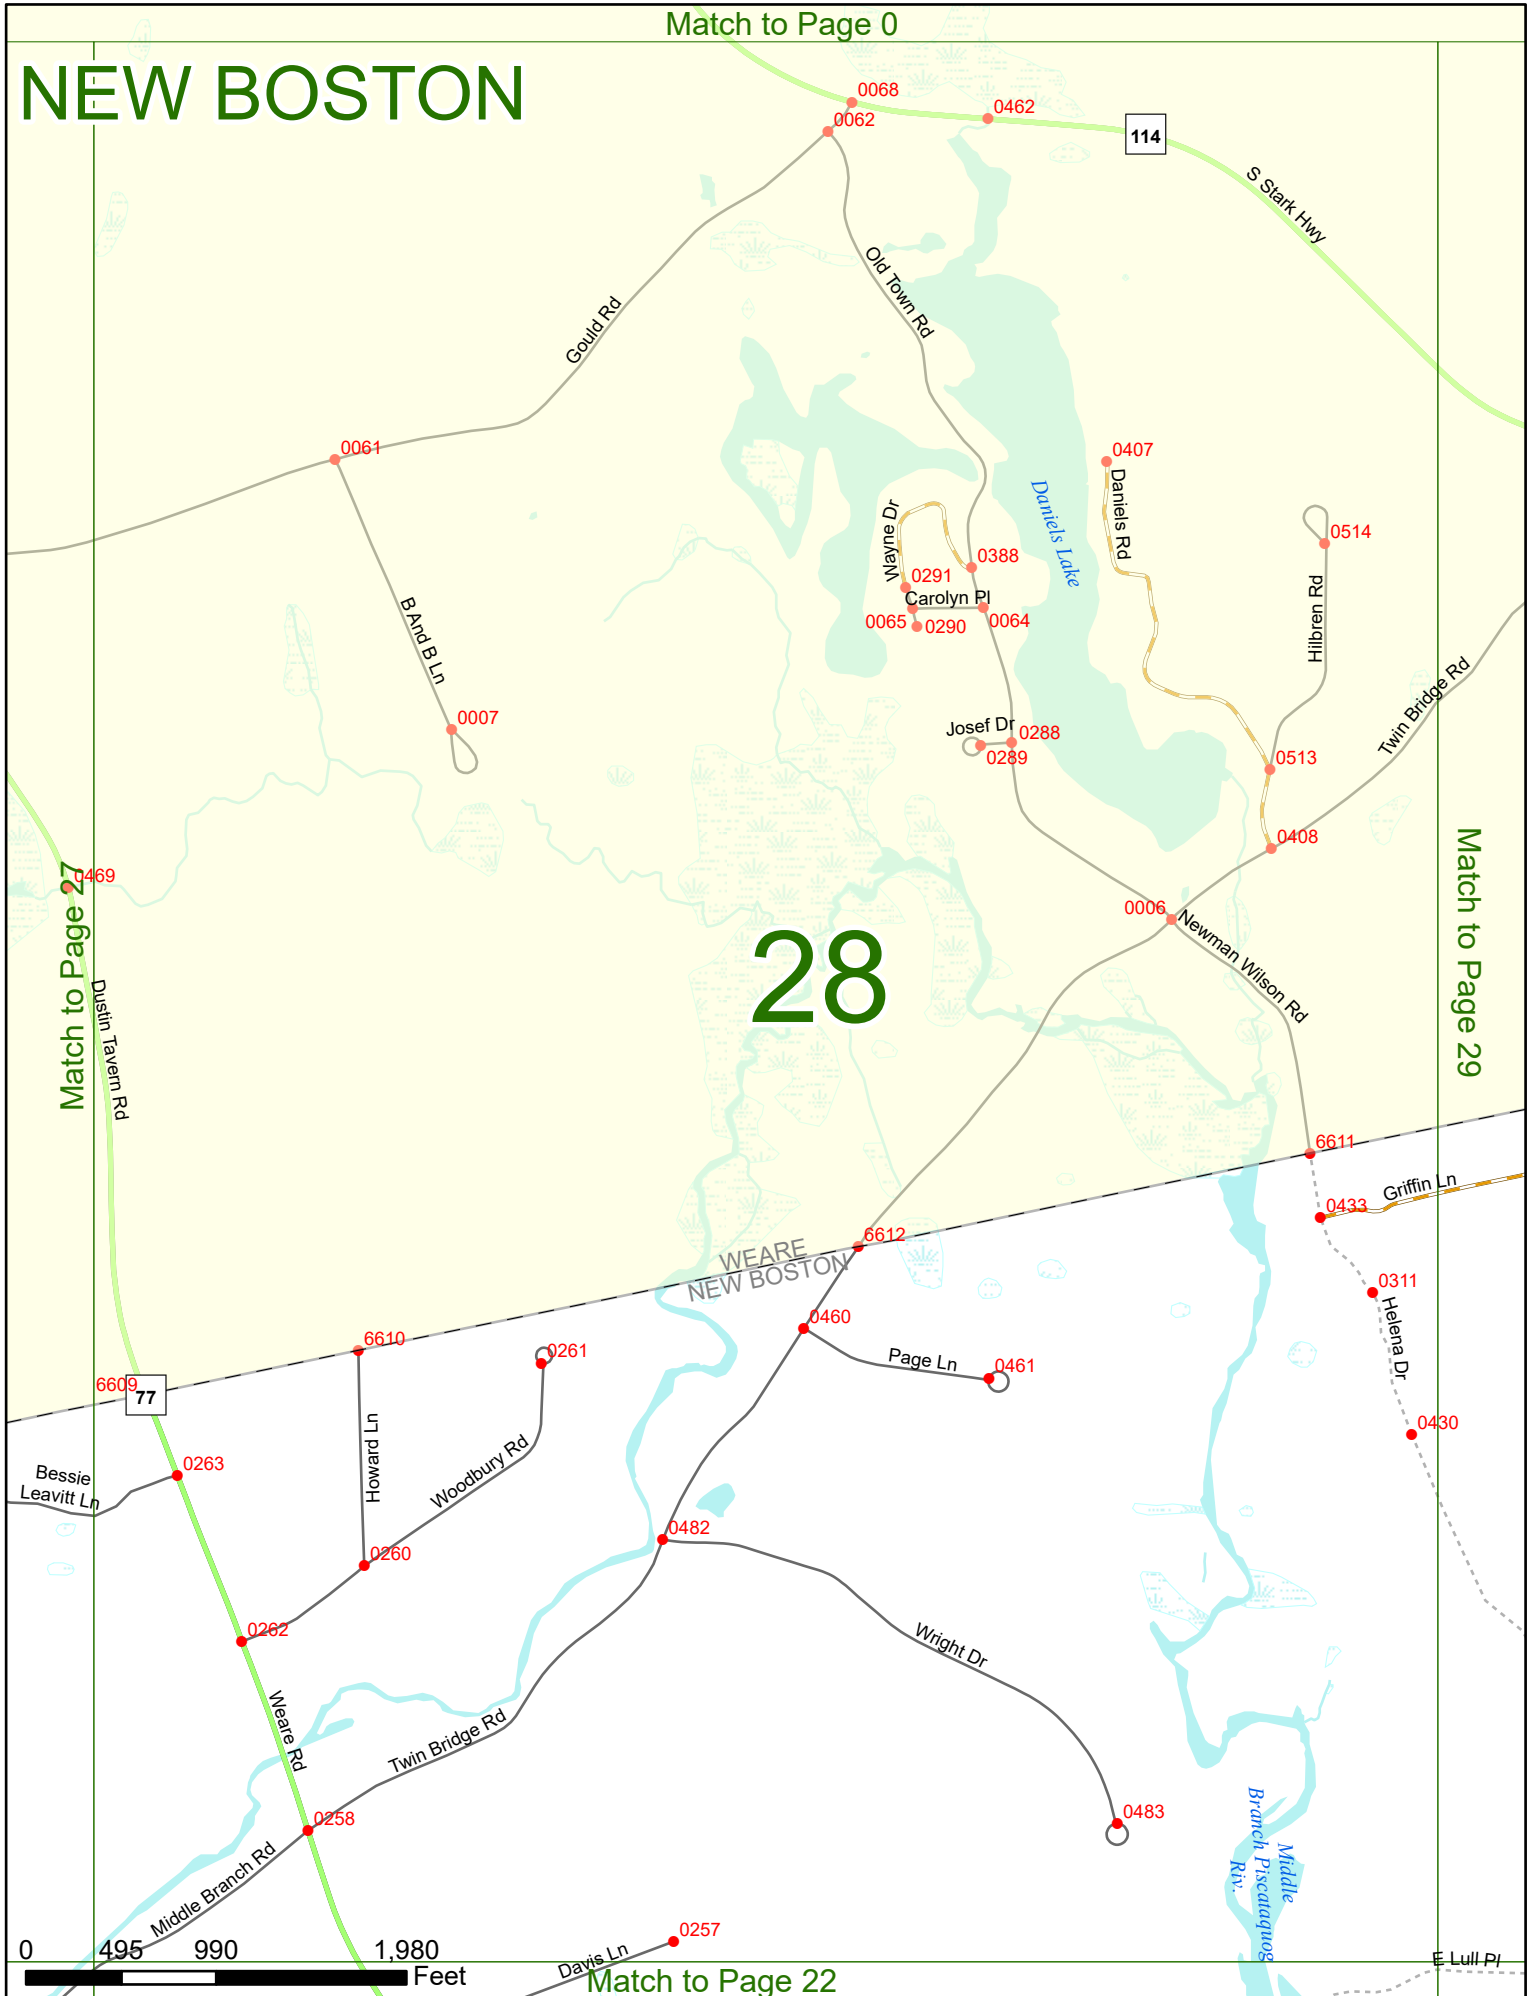 Match to Page 0
NEW BOSTON
0068
0462
0062
114
S Stark Hwy
Old Town Rd
Gould Rd
0061
0407
Daniels Rd
Daniels Lake
Wayne Dr
0514
0388
0291
Carolyn Pl
0065
0290
0064
Hilbren Rd
B And B Ln
Twin Bridge Rd
0007
Josef Dr
0288
0289
0513
0408
0469
Match to Page 27
Match to Page 29
0006
Newman Wilson Rd
28
Dustin Tavern Rd
6611
Griffin Ln
0433
6612
WEARE
NEW BOSTON
0311
Helena Dr
0460
6610
0261
Page Ln
0461
6609
77
0430
Howard Ln
Woodbury Rd
0263
Bessie
Leavitt Ln
0482
0260
0262
Wright Dr
Weare Rd
Twin Bridge Rd
0258
0483
Middle
Branch Piscataquog
Riv.
Middle Branch Rd
0257
Davis Ln
0 495 990 1,980
Feet
E Lull Pl
Match to Page 22